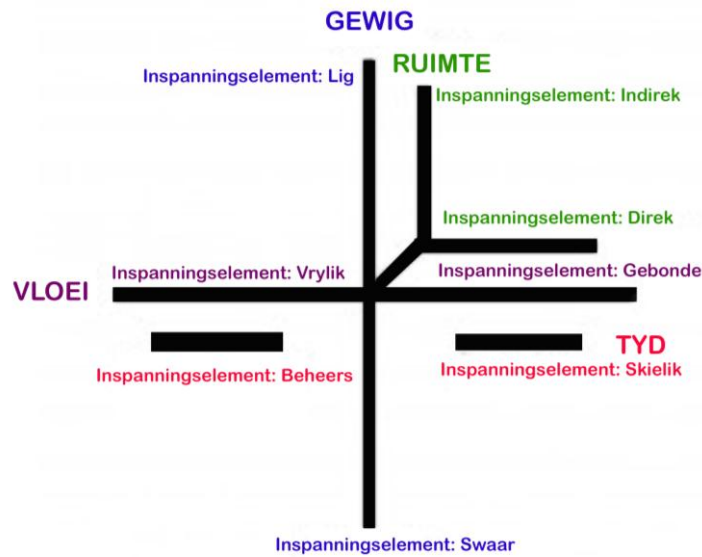 GEWIG
RUIMTE
Inspanningselement: Lig
Inspanningselement: Indirek
Inspanningselement: Direk
Inspanningselement: Vrylik
Inspanningselement: Gebonde
VLOEI
TYD
Inspanningselement: Beheers
Inspanningselement: Skielik
Inspanningselement: Swaar